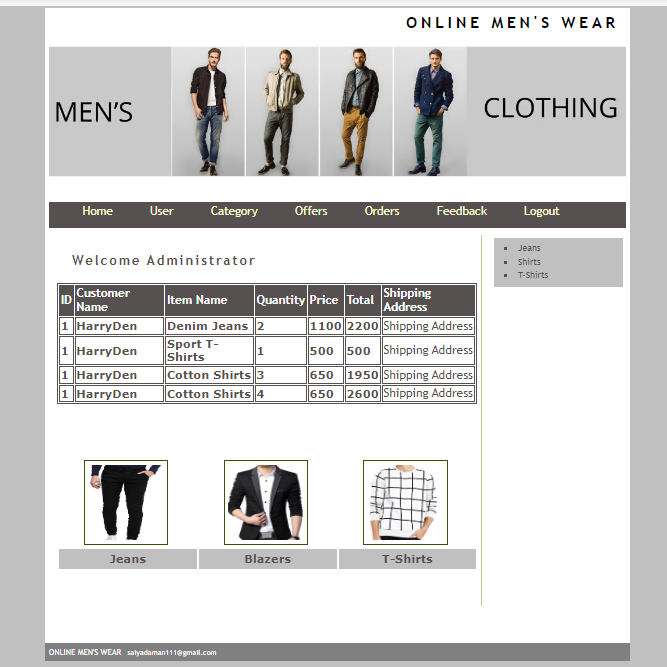 ONLINE MEN'S WEAR
MEN'S
CLOTHING
Home User Category Offers Orders Feedback Logout
Welcome Administrator
ID Customer Name Item Name Quantity Price Total Shipping Address
1 HarryDen Denim Jeans 2 1100 2200 Shipping Address
1 HarryDen Sport T-Shirts 1 500 500 Shipping Address
1 HarryDen Cotton Shirts 3 650 1950 Shipping Address
1 HarryDen Cotton Shirts 4 650 2600 Shipping Address
Jeans
Shirts
T-Shirts
Jeans Blazers T-Shirts
ONLINE MEN'S WEAR saiyadaman111@gmail.com